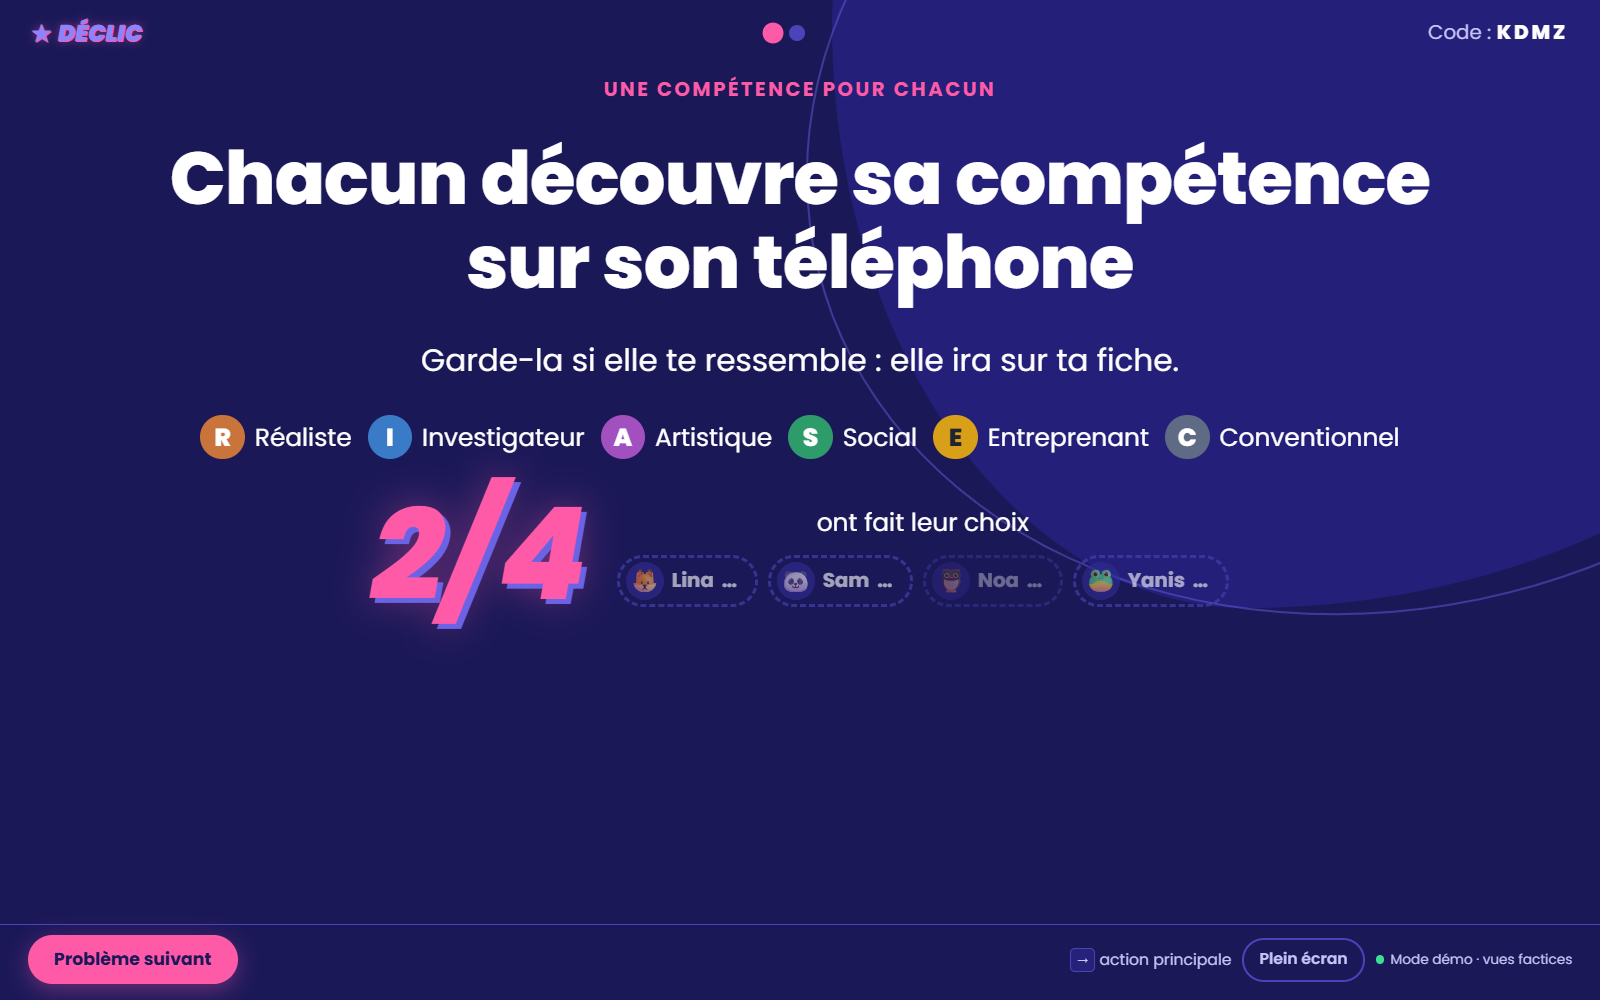 ★ DÉCLIC
Code : KDMZ
UNE COMPÉTENCE POUR CHACUN
Chacun découvre sa compétence
sur son téléphone
Garde-la si elle te ressemble : elle ira sur ta fiche.
R Réaliste I Investigateur A Artistique S Social E Entreprenant C Conventionnel
2/4
ont fait leur choix
Lina ... Sam ... Noa ... Yanis ...
Problème suivant
→ action principale Plein écran Mode démo · vues factices